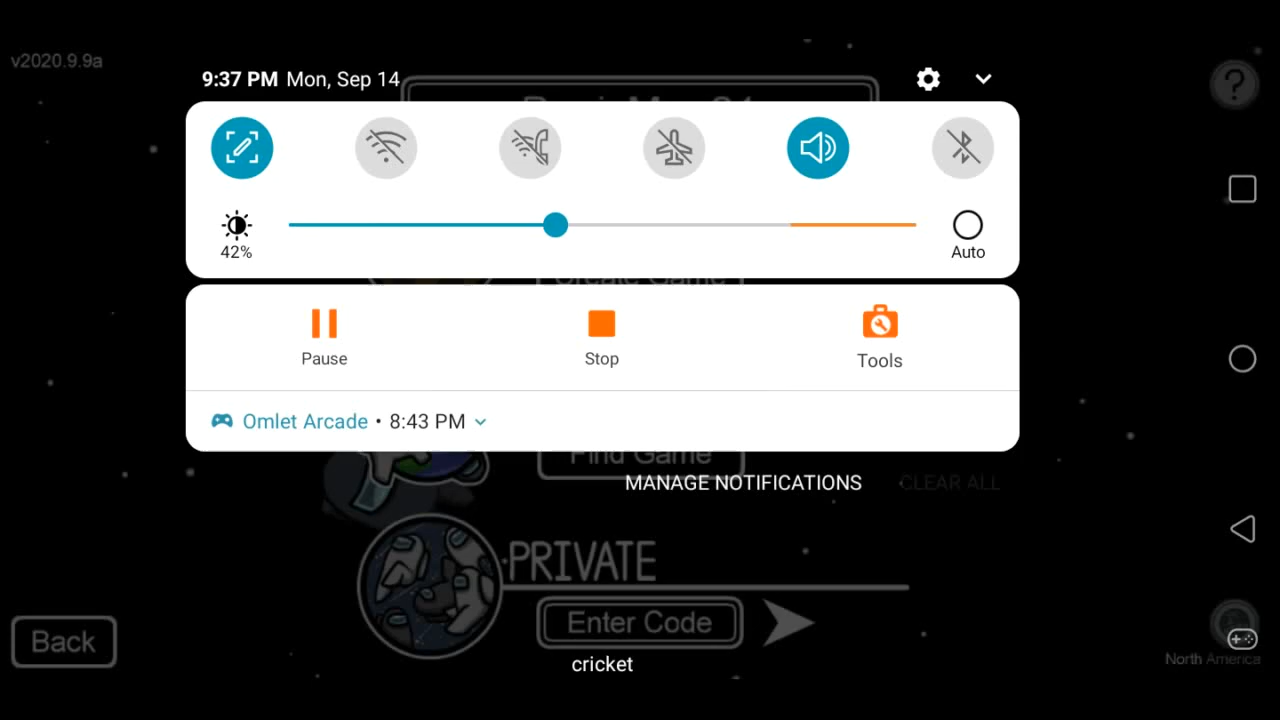 v2020.9.9a
9:37 PM Mon, Sep 14
42%
Auto
Pause
Stop
Tools
Omlet Arcade • 8:43 PM
Find Game
MANAGE NOTIFICATIONS
CLEAR ALL
PRIVATE
Enter Code
Back
cricket
North America